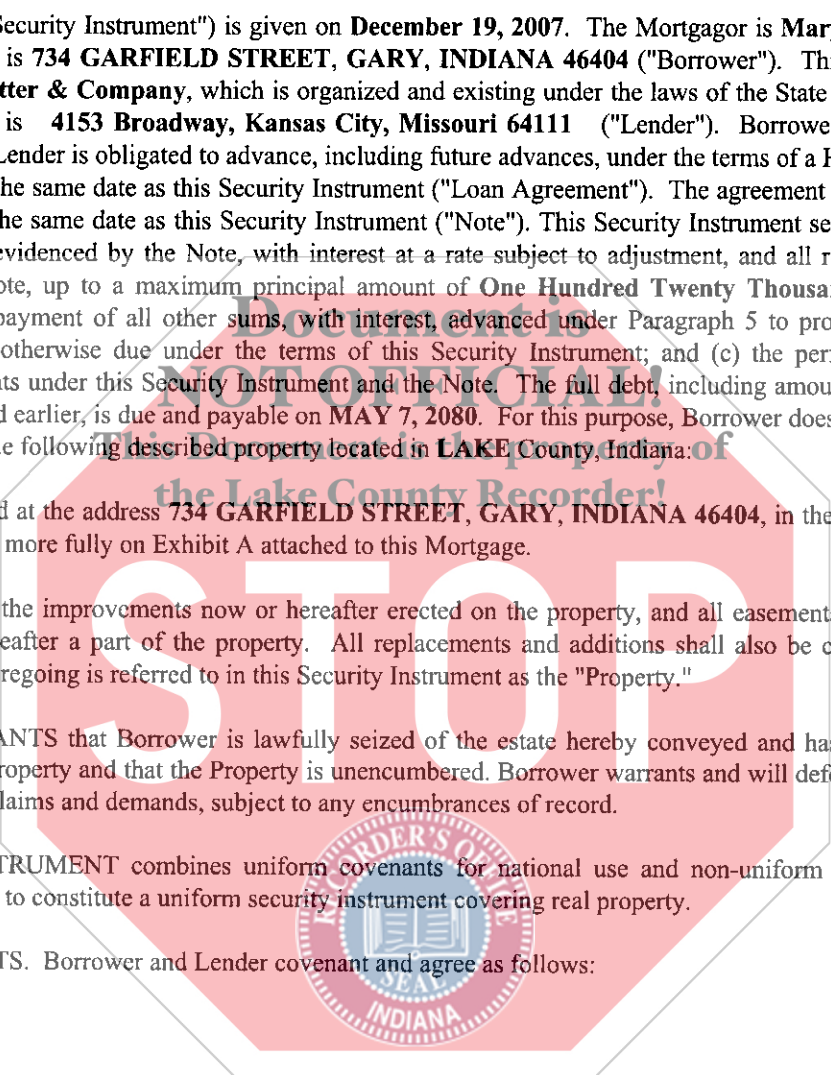 Security Instrument") is given on December 19, 2007. The Mortgagor is Mary
is 734 GARFIELD STREET, GARY, INDIANA 46404 ("Borrower"). Thi
tter & Company, which is organized and existing under the laws of the State
is 4153 Broadway, Kansas City, Missouri 64111 ("Lender"). Borrowe
Lender is obligated to advance, including future advances, under the terms of a H
he same date as this Security Instrument ("Loan Agreement"). The agreement
he same date as this Security Instrument ("Note"). This Security Instrument se
evidenced by the Note, with interest at a rate subject to adjustment, and all r
ote, up to a maximum principal amount of One Hundred Twenty Thousa
Document is
payment of all other sums, with interest, advanced under Paragraph 5 to pro
otherwise due under the terms of this Security Instrument; and (c) the per
NOT OFFICIAL!
ts under this Security Instrument and the Note. The full debt, including amou
d earlier, is due and payable on MAY 7, 2080. For this purpose, Borrower does
This Document is the property of
e following described property located in LAKE County, Indiana:
the Lake County Recorder!
d at the address 734 GARFIELD STREET, GARY, INDIANA 46404, in the
more fully on Exhibit A attached to this Mortgage.
STOP
the improvements now or hereafter erected on the property, and all easement
eafter a part of the property. All replacements and additions shall also be c
regoing is referred to in this Security Instrument as the "Property."
ANTS that Borrower is lawfully seized of the estate hereby conveyed and ha
roperty and that the Property is unencumbered. Borrower warrants and will def
laims and demands, subject to any encumbrances of record.
TRUMENT combines uniform covenants for national use and non-uniform
to constitute a uniform security instrument covering real property.
TS. Borrower and Lender covenant and agree as follows:
RECORDER'S OFFICE
SEAL
INDIANA